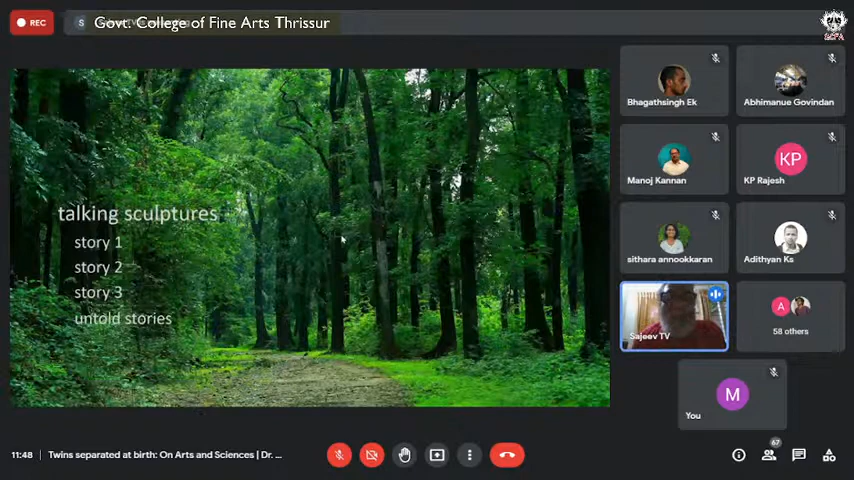 REC
S
Govt. College of Fine Arts Thrissur
SCFA
talking sculptures
story 1
story 2
story 3
untold stories
Bhagathsingh Ek
Abhimanue Govindan
Manoj Kannan
KP
KP Rajesh
sithara annookkaran
Adithyan Ks
Sajeev TV
A
58 others
M
You
11:48 | Twins separated at birth: On Arts and Sciences | Dr. ...
67